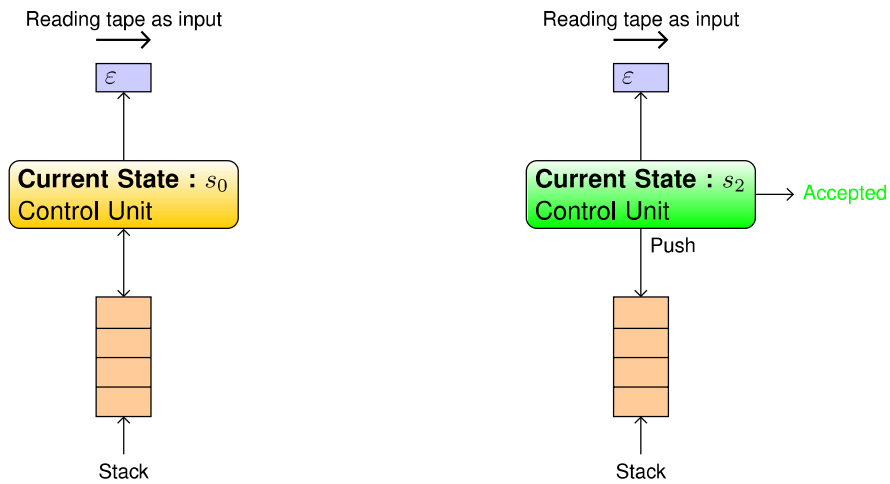 Reading tape as input
ε
Current State : s₀
Control Unit
Stack
Reading tape as input
ε
Current State : s₂
Control Unit
Accepted
Push
Stack